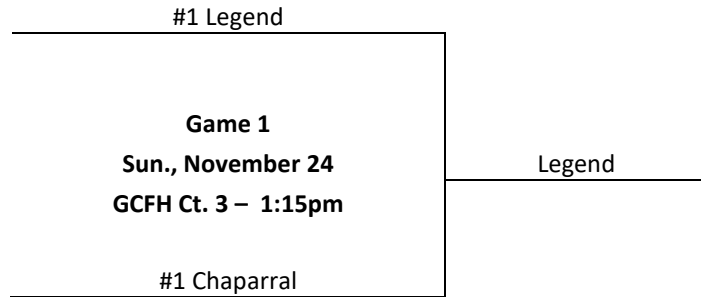 #1 Legend
Game 1
Sun., November 24
Legend
GCFH Ct. 3 – 1:15pm
#1 Chaparral